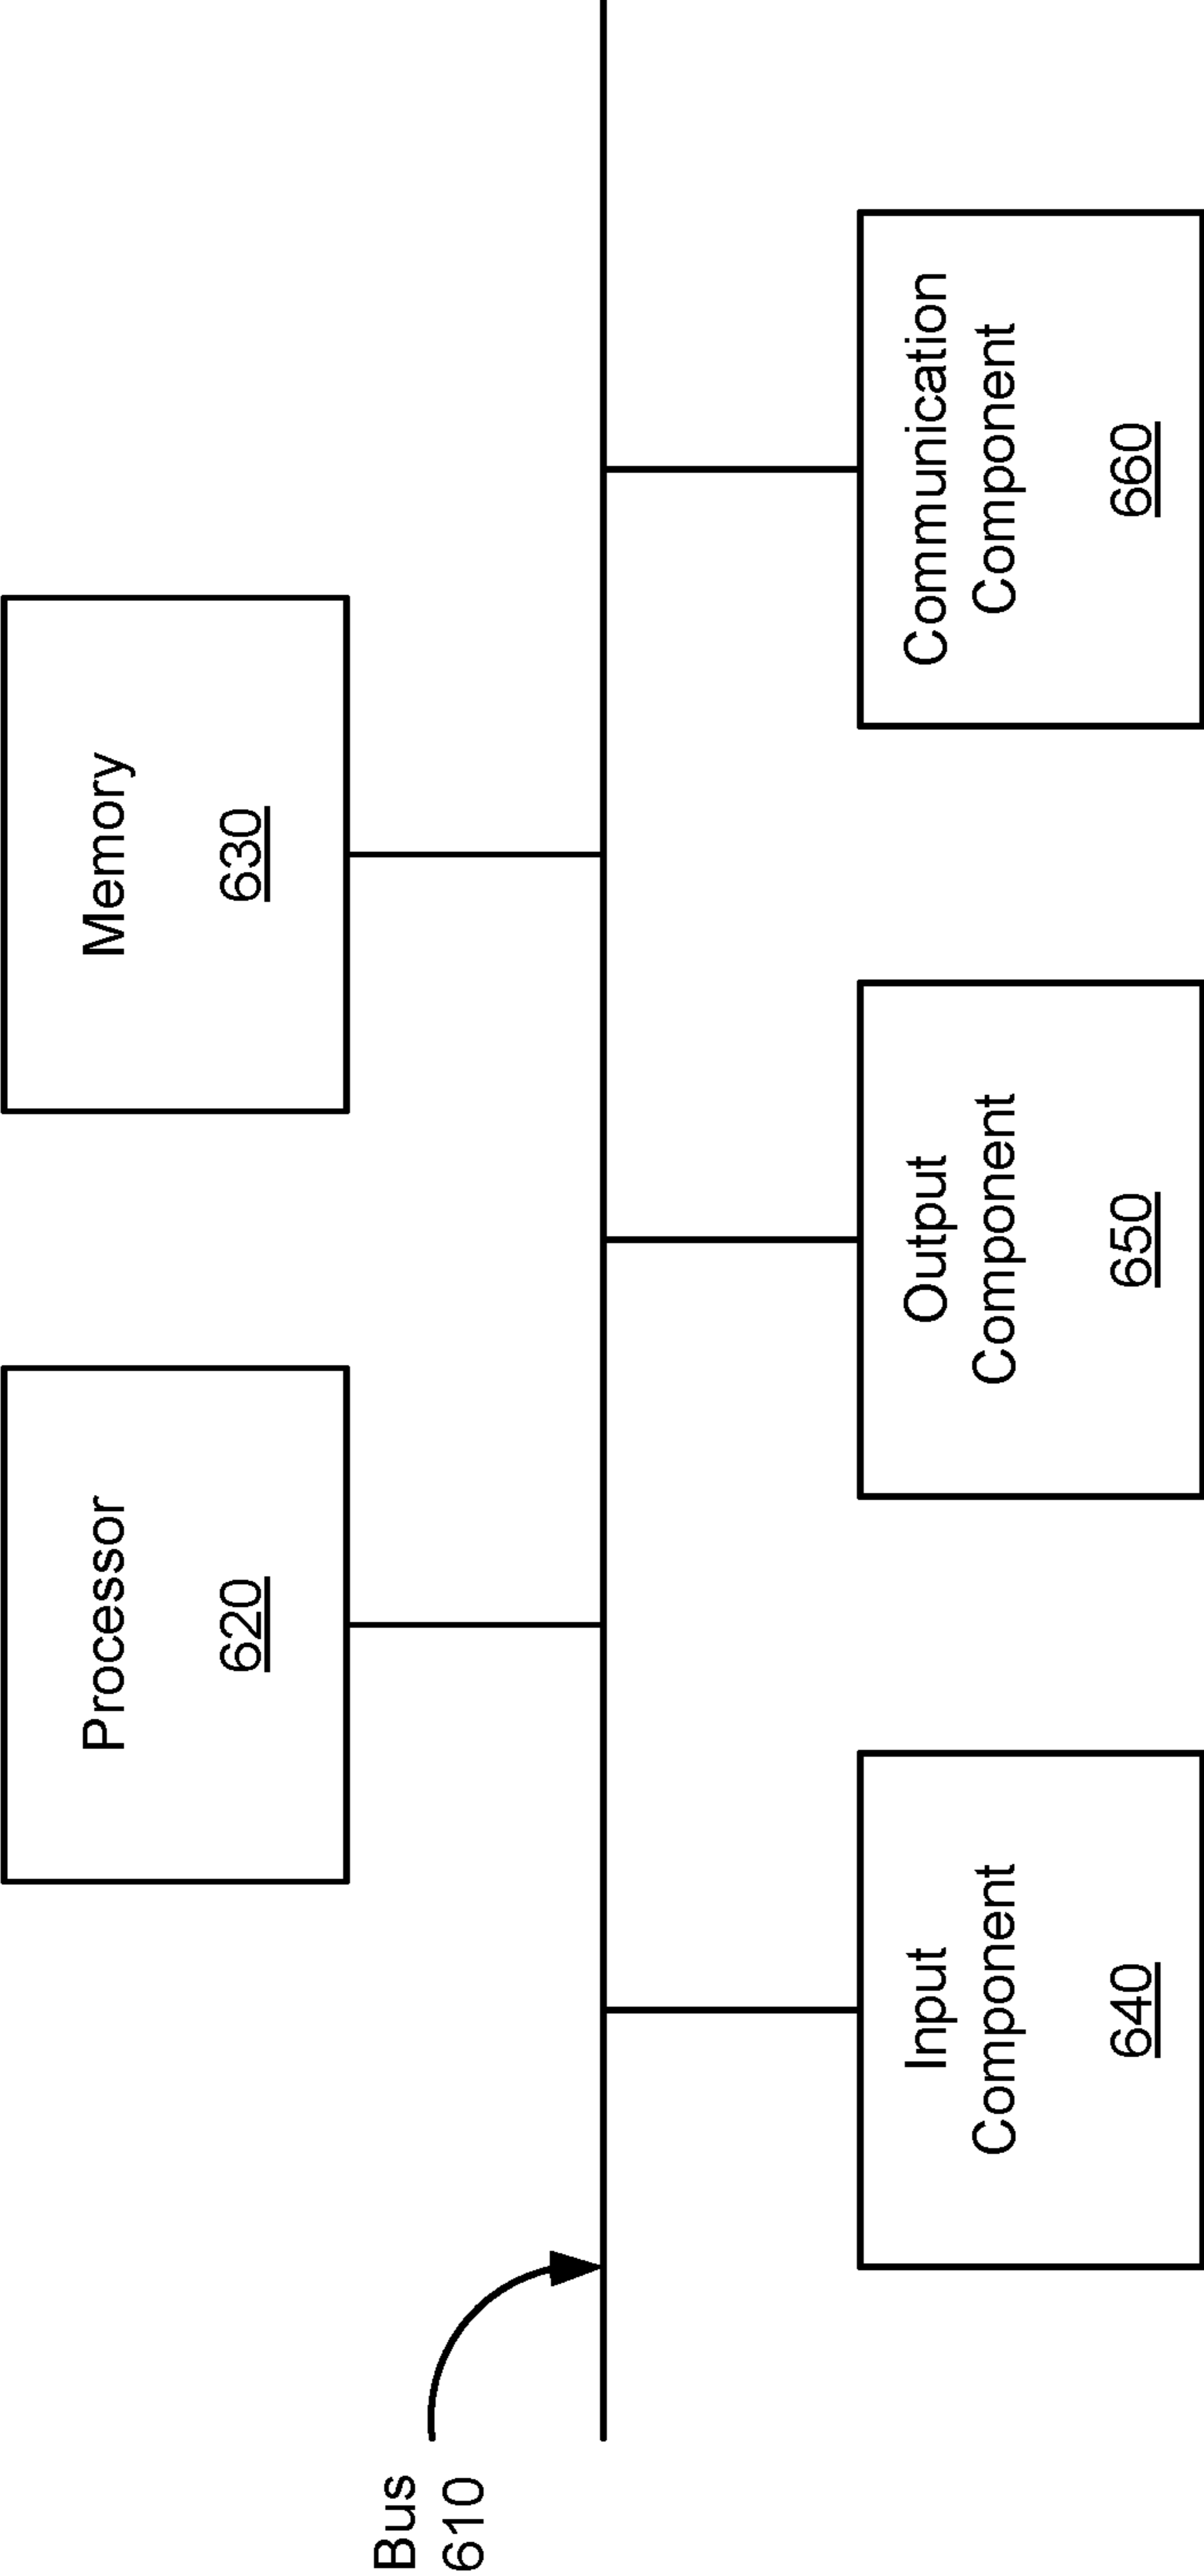 Bus
610
Processor
620
Memory
630
Input
Component
640
Output
Component
650
Communication
Component
660